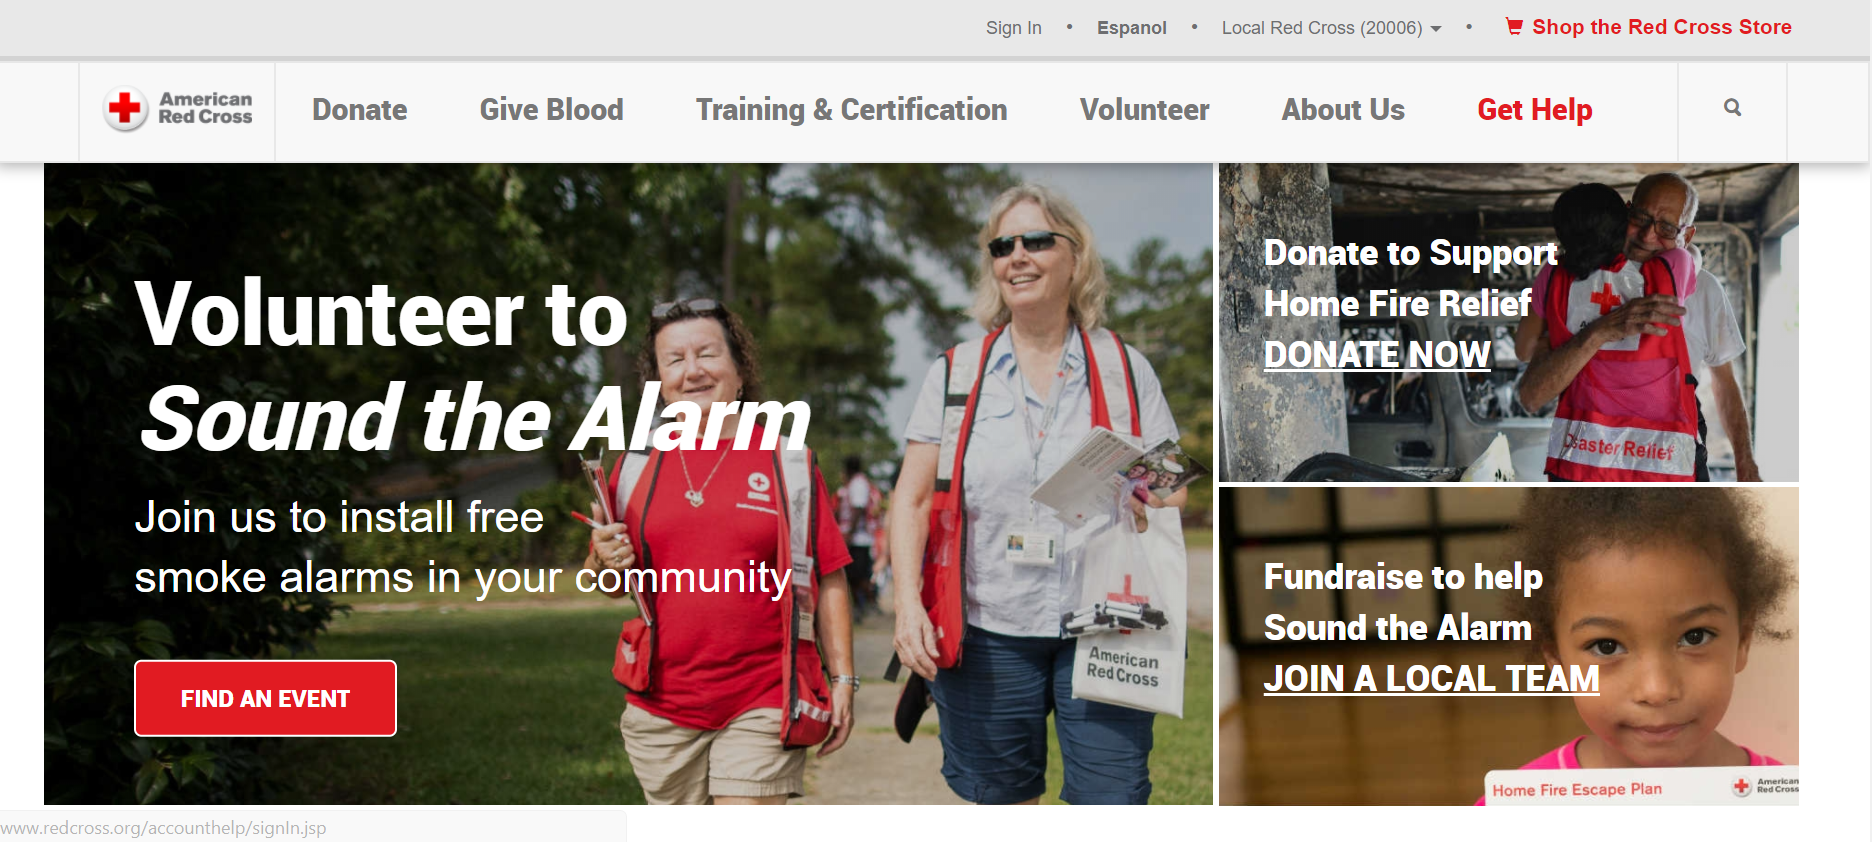 Sign In • Espanol • Local Red Cross (20006) • Shop the Red Cross Store
American
Red Cross
Donate
Give Blood
Training & Certification
Volunteer
About Us
Get Help
Volunteer to
Sound the Alarm
Join us to install free
smoke alarms in your community
FIND AN EVENT
American
Red Cross
Donate to Support
Home Fire Relief
DONATE NOW
Disaster Relief
Fundraise to help
Sound the Alarm
JOIN A LOCAL TEAM
Home Fire Escape Plan
American
Red Cross
www.redcross.org/accounthelp/signIn.jsp